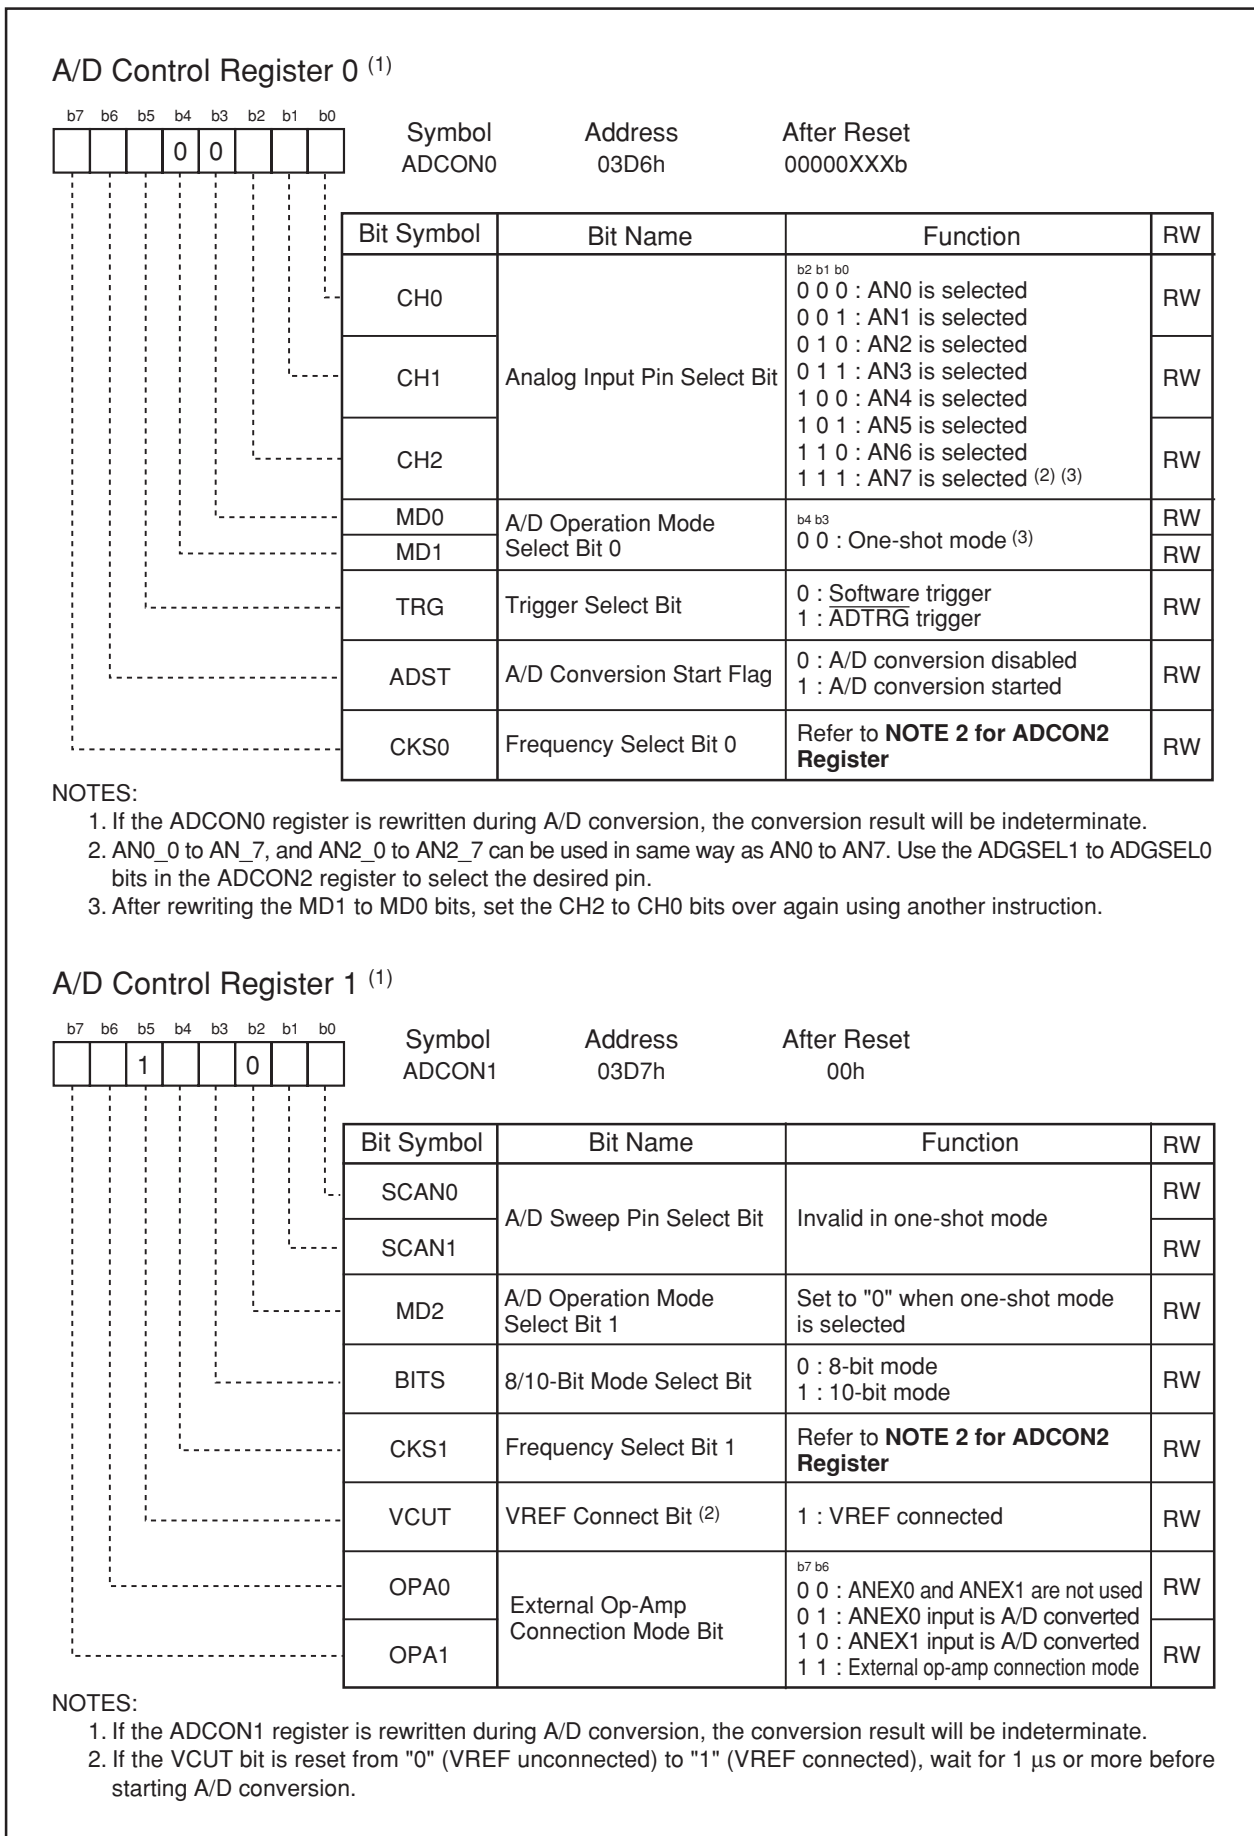 A/D Control Register 0 (1)
b7 b6 b5 b4 b3 b2 b1 b0
0 0
Symbol Address After Reset
ADCON0 03D6h 00000XXXb
Bit Symbol Bit Name Function RW
CH0 RW
CH1 RW
CH2 RW
Analog Input Pin Select Bit
b2 b1 b0
0 0 0 : AN0 is selected
0 0 1 : AN1 is selected
0 1 0 : AN2 is selected
0 1 1 : AN3 is selected
1 0 0 : AN4 is selected
1 0 1 : AN5 is selected
1 1 0 : AN6 is selected
1 1 1 : AN7 is selected (2) (3)
MD0 RW
MD1 RW
A/D Operation Mode
Select Bit 0
b4 b3
0 0 : One-shot mode (3)
TRG Trigger Select Bit RW
0 : Software trigger
1 : ADTRG trigger
ADST A/D Conversion Start Flag RW
0 : A/D conversion disabled
1 : A/D conversion started
CKS0 Frequency Select Bit 0 RW
Refer to NOTE 2 for ADCON2
Register
NOTES:
1. If the ADCON0 register is rewritten during A/D conversion, the conversion result will be indeterminate.
2. AN0_0 to AN_7, and AN2_0 to AN2_7 can be used in same way as AN0 to AN7. Use the ADGSEL1 to ADGSEL0
bits in the ADCON2 register to select the desired pin.
3. After rewriting the MD1 to MD0 bits, set the CH2 to CH0 bits over again using another instruction.
A/D Control Register 1 (1)
b7 b6 b5 b4 b3 b2 b1 b0
1 0
Symbol Address After Reset
ADCON1 03D7h 00h
Bit Symbol Bit Name Function RW
SCAN0 RW
SCAN1 RW
A/D Sweep Pin Select Bit
Invalid in one-shot mode
MD2 RW
A/D Operation Mode
Select Bit 1
Set to "0" when one-shot mode
is selected
BITS 8/10-Bit Mode Select Bit RW
0 : 8-bit mode
1 : 10-bit mode
CKS1 Frequency Select Bit 1 RW
Refer to NOTE 2 for ADCON2
Register
VCUT VREF Connect Bit (2) 1 : VREF connected RW
OPA0 RW
OPA1 RW
External Op-Amp
Connection Mode Bit
b7 b6
0 0 : ANEX0 and ANEX1 are not used
0 1 : ANEX0 input is A/D converted
1 0 : ANEX1 input is A/D converted
1 1 : External op-amp connection mode
NOTES:
1. If the ADCON1 register is rewritten during A/D conversion, the conversion result will be indeterminate.
2. If the VCUT bit is reset from "0" (VREF unconnected) to "1" (VREF connected), wait for 1 µs or more before
starting A/D conversion.